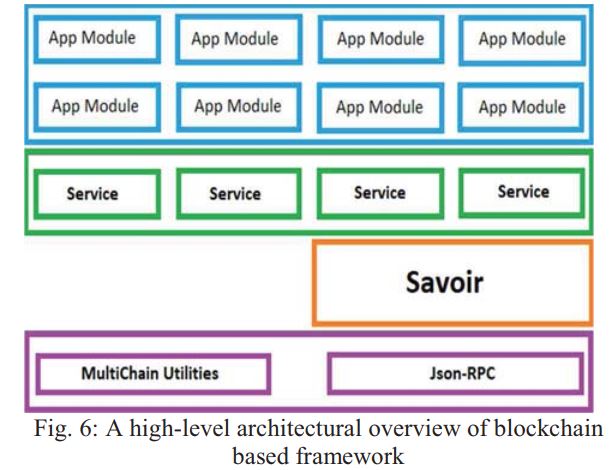 App Module App Module App Module App Module
App Module App Module App Module App Module
Service Service Service Service
Savoir
MultiChain Utilities Json-RPC
Fig. 6: A high-level architectural overview of blockchain
based framework